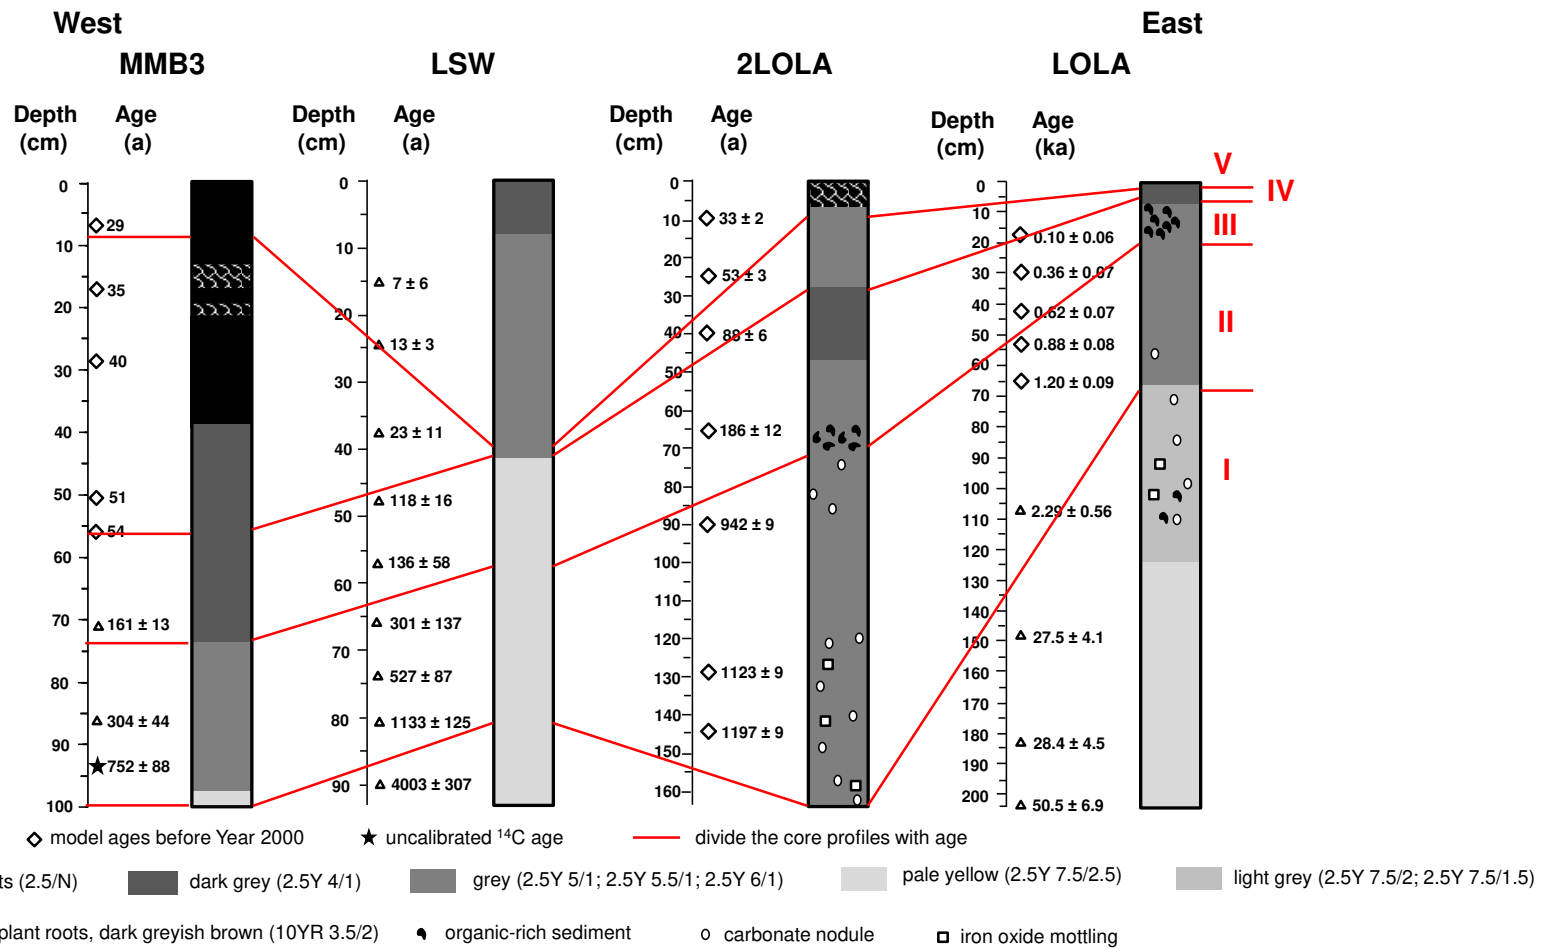 West
East
MMB3
LSW
2LOLA
LOLA
Depth
(cm)
Age
(a)
Depth
(cm)
Age
(a)
Depth
(cm)
Age
(a)
Depth
(cm)
Age
(ka)
0
10
20
30
40
50
60
70
80
90
100
29
35
40
51
54
161 ± 13
304 ± 44
752 ± 88
0
10
20
30
40
50
60
70
80
90
7 ± 6
13 ± 3
23 ± 11
118 ± 16
136 ± 58
301 ± 137
527 ± 87
1133 ± 125
4003 ± 307
0
10
20
30
40
50
60
70
80
90
100
110
120
130
140
150
160
33 ± 2
53 ± 3
88 ± 6
186 ± 12
942 ± 9
1123 ± 9
1197 ± 9
0
10
20
30
40
50
60
70
80
90
100
110
120
130
140
150
160
170
180
190
200
0.10 ± 0.06
0.36 ± 0.07
0.62 ± 0.07
0.88 ± 0.08
1.20 ± 0.09
2.29 ± 0.56
27.5 ± 4.1
28.4 ± 4.5
50.5 ± 6.9
V
IV
III
II
I
model ages before Year 2000
uncalibrated ¹⁴C age
divide the core profiles with age
ts (2.5/N)
dark grey (2.5Y 4/1)
grey (2.5Y 5/1; 2.5Y 5.5/1; 2.5Y 6/1)
pale yellow (2.5Y 7.5/2.5)
light grey (2.5Y 7.5/2; 2.5Y 7.5/1.5)
plant roots, dark greyish brown (10YR 3.5/2)
organic-rich sediment
carbonate nodule
iron oxide mottling